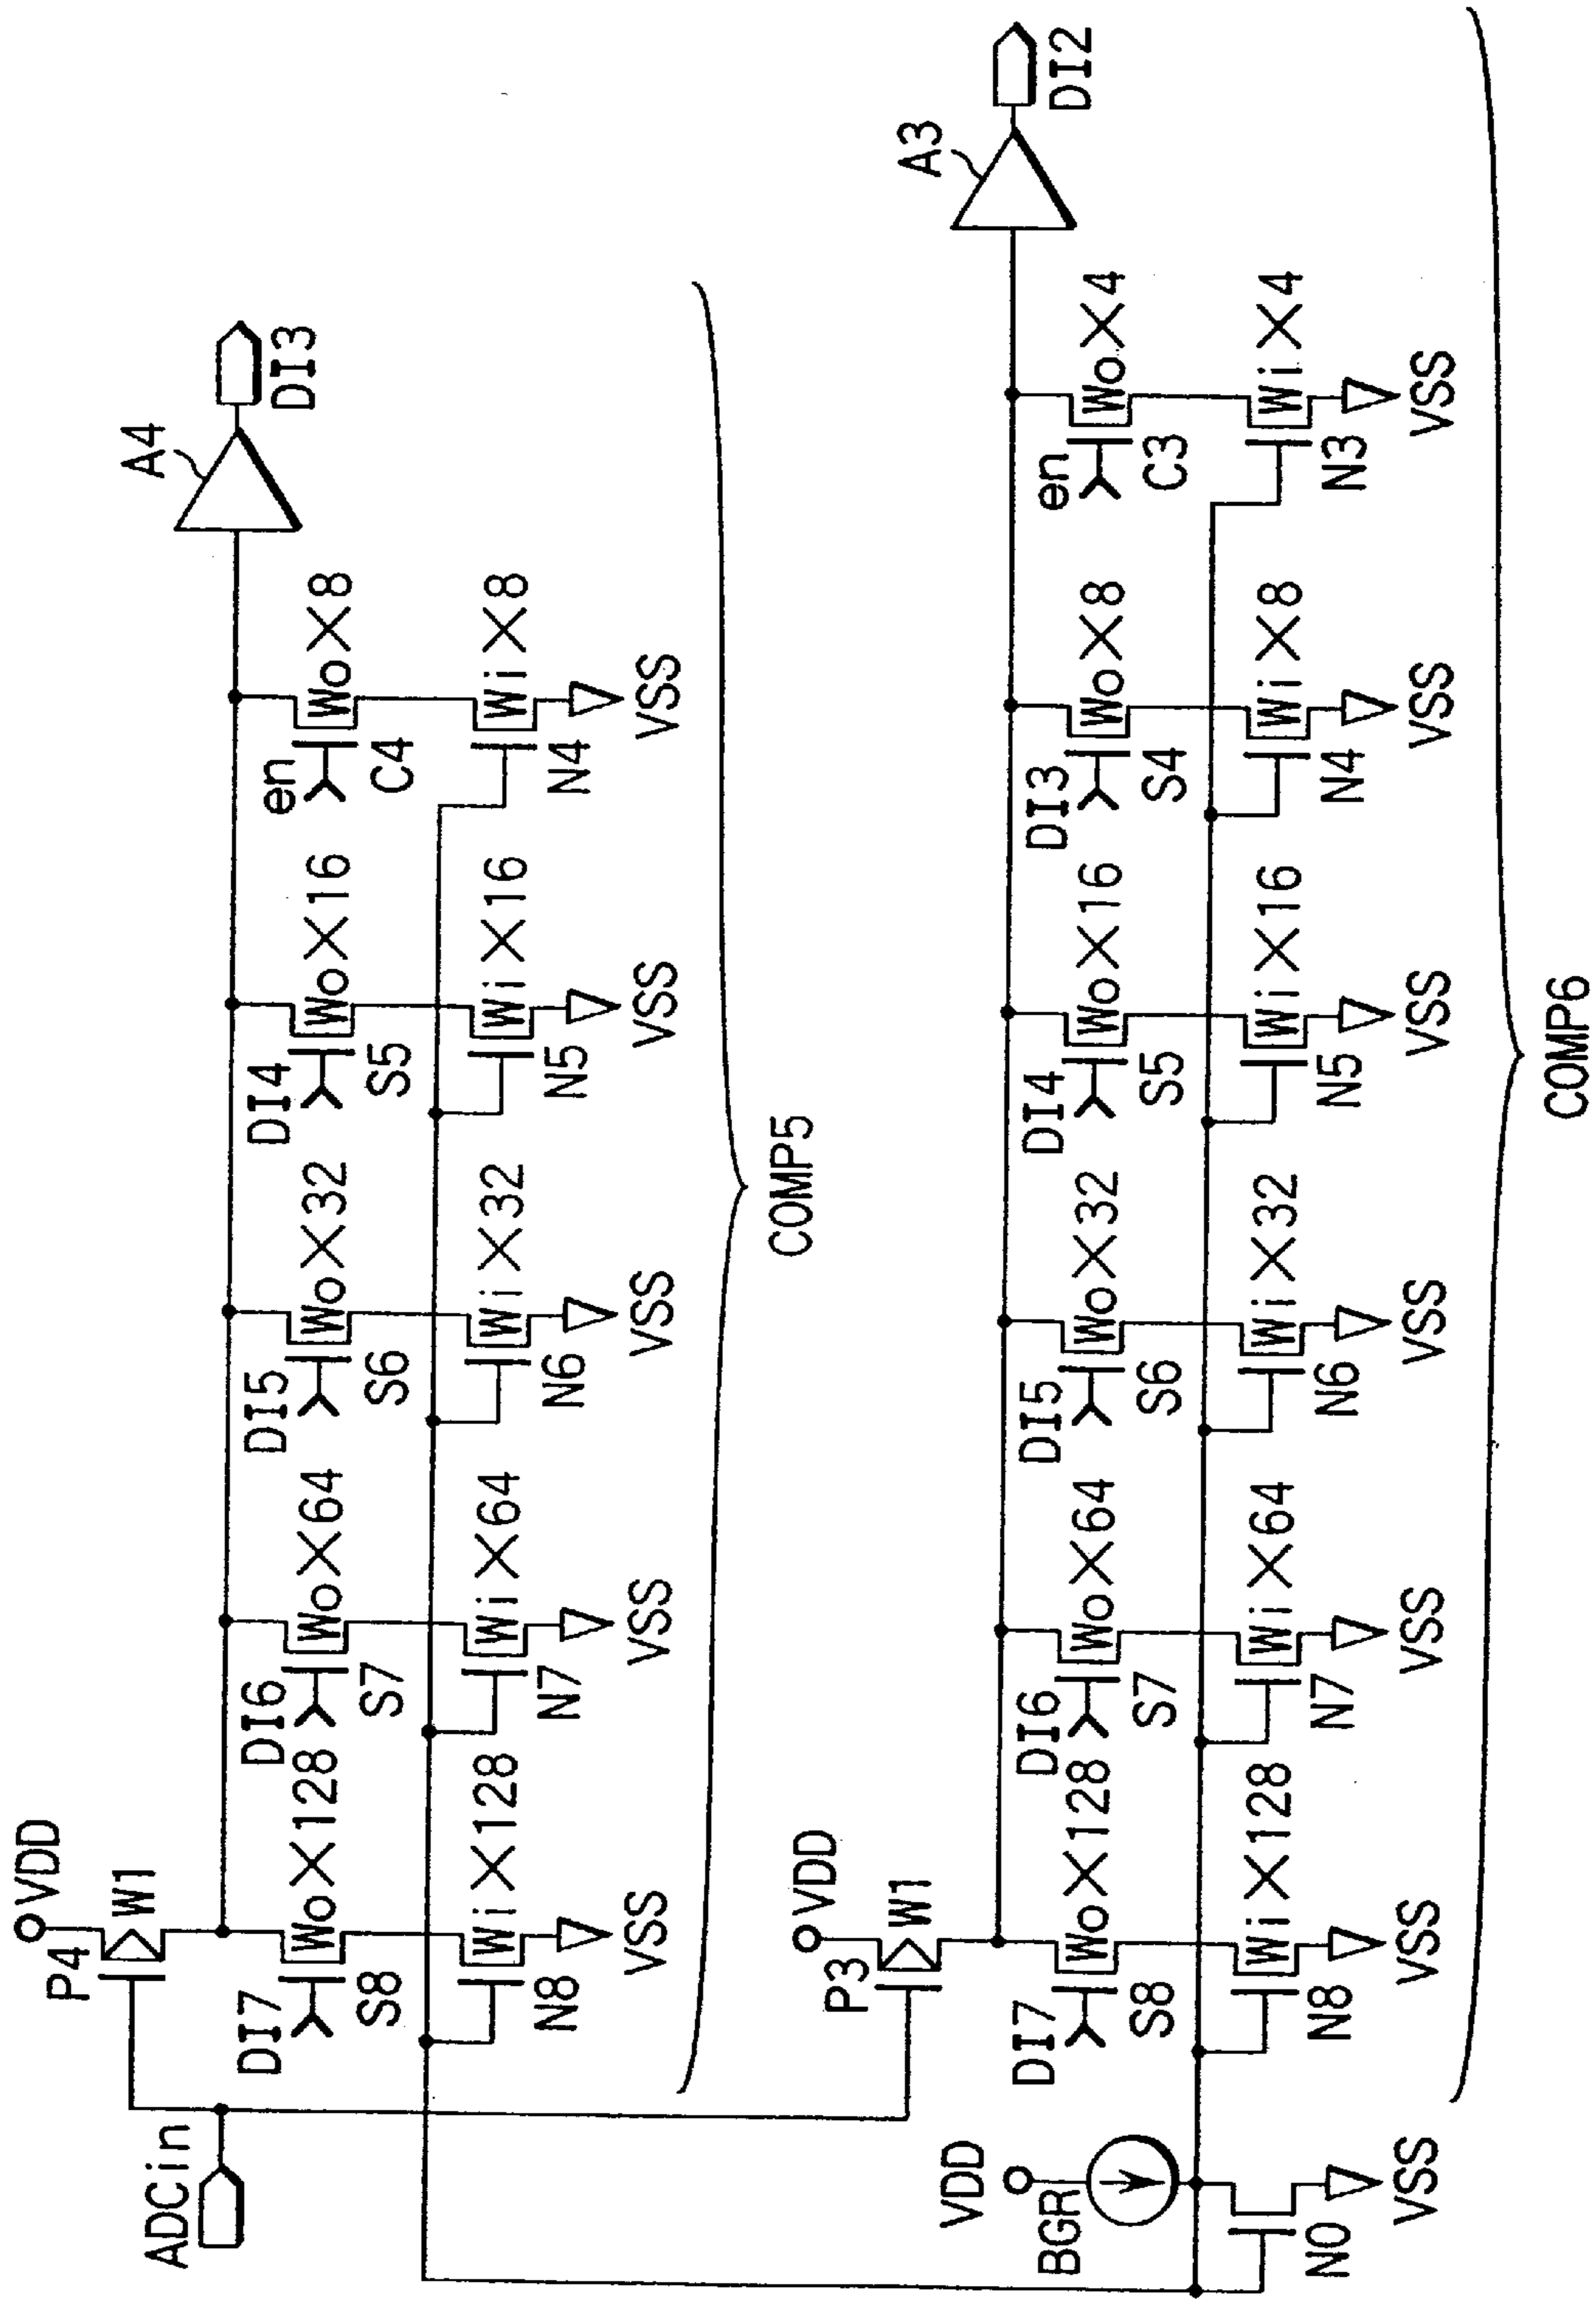 ADCin
P4
VDD
W1
DI7
Wo×128
S8
Wi×128
N8
VSS
DI6
Wo×64
S7
Wi×64
N7
VSS
DI5
Wo×32
S6
Wi×32
N6
VSS
DI4
Wo×16
S5
Wi×16
N5
VSS
en
Wo×8
C4
Wi×8
N4
VSS
A4
DI3
COMP5
VDD
BGR
N0
VSS
P3
VDD
W1
DI7
Wo×128
S8
Wi×128
N8
VSS
DI6
Wo×64
S7
Wi×64
N7
VSS
DI5
Wo×32
S6
Wi×32
N6
VSS
DI4
Wo×16
S5
Wi×16
N5
VSS
DI3
Wo×8
S4
Wi×8
N4
VSS
en
Wo×4
C3
Wi×4
N3
VSS
A3
DI2
COMP6